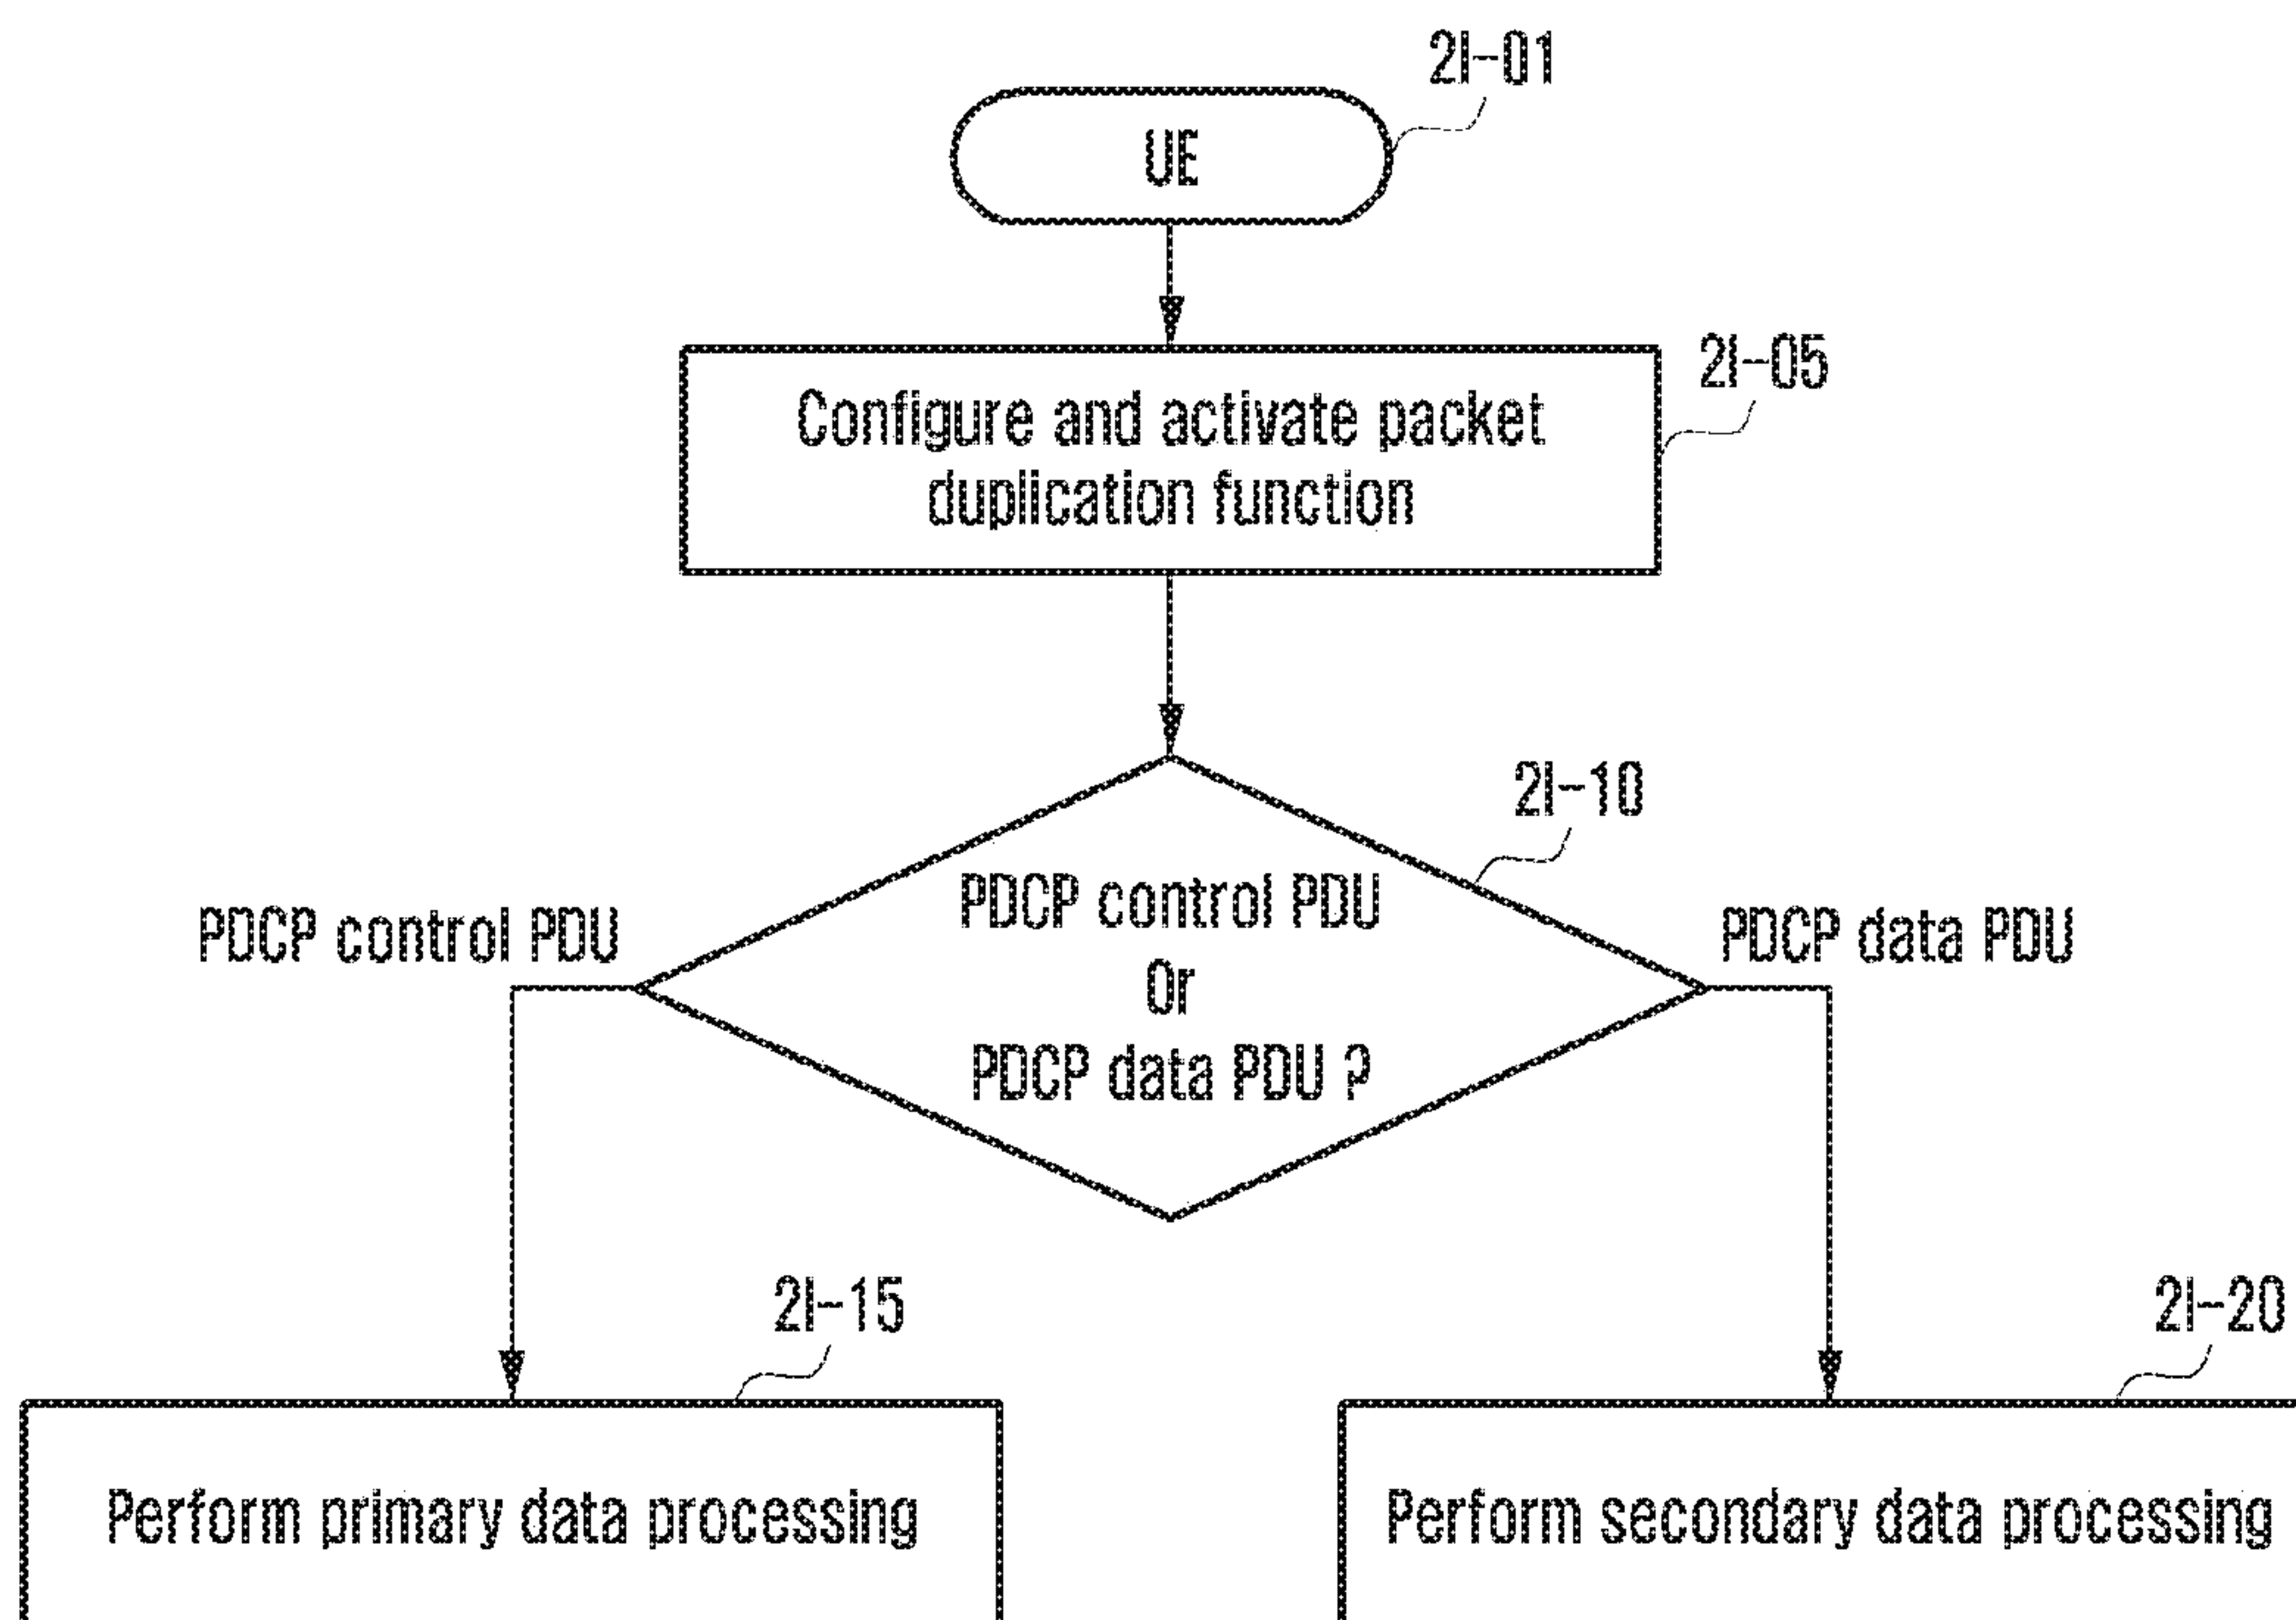 2I-01
UE
2I-05
Configure and activate packet
duplication function
2I-10
PDCP control PDU
Or
PDCP data PDU ?
PDCP control PDU
PDCP data PDU
2I-15
2I-20
Perform primary data processing
Perform secondary data processing